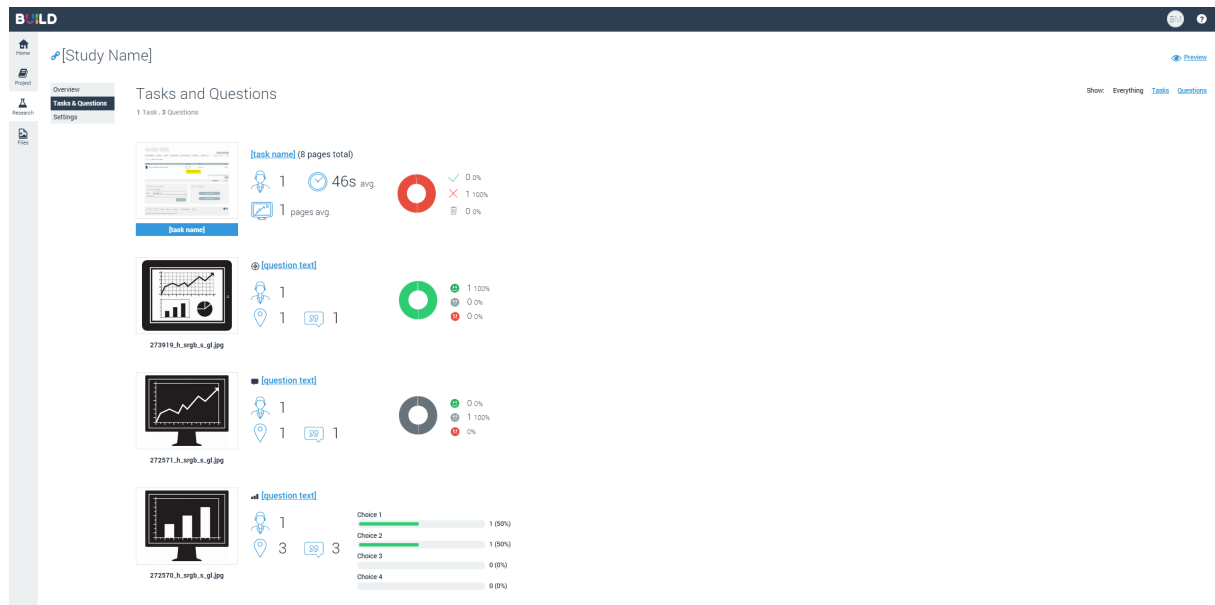 BUILD
BM
?
Home
[Study Name]
Preview
Project
Overview
Tasks and Questions
Show: Everything Tasks Questions
Tasks & Questions
Research
1 Task , 3 Questions
Settings
Files
[task name] (8 pages total)
1 46s avg.
0 0%
1 100%
1 pages avg.
0 0%
[task name]
[question text]
1
1 100%
0 0%
1 99 1
0 0%
273919_h_srgb_s_gl.jpg
[question text]
1
0 0%
1 100%
1 99 1
0%
272571_h_srgb_s_gl.jpg
[question text]
Choice 1
1
1 (50%)
Choice 2
3 99 3
1 (50%)
Choice 3
0 (0%)
272570_h_srgb_s_gl.jpg
Choice 4
0 (0%)